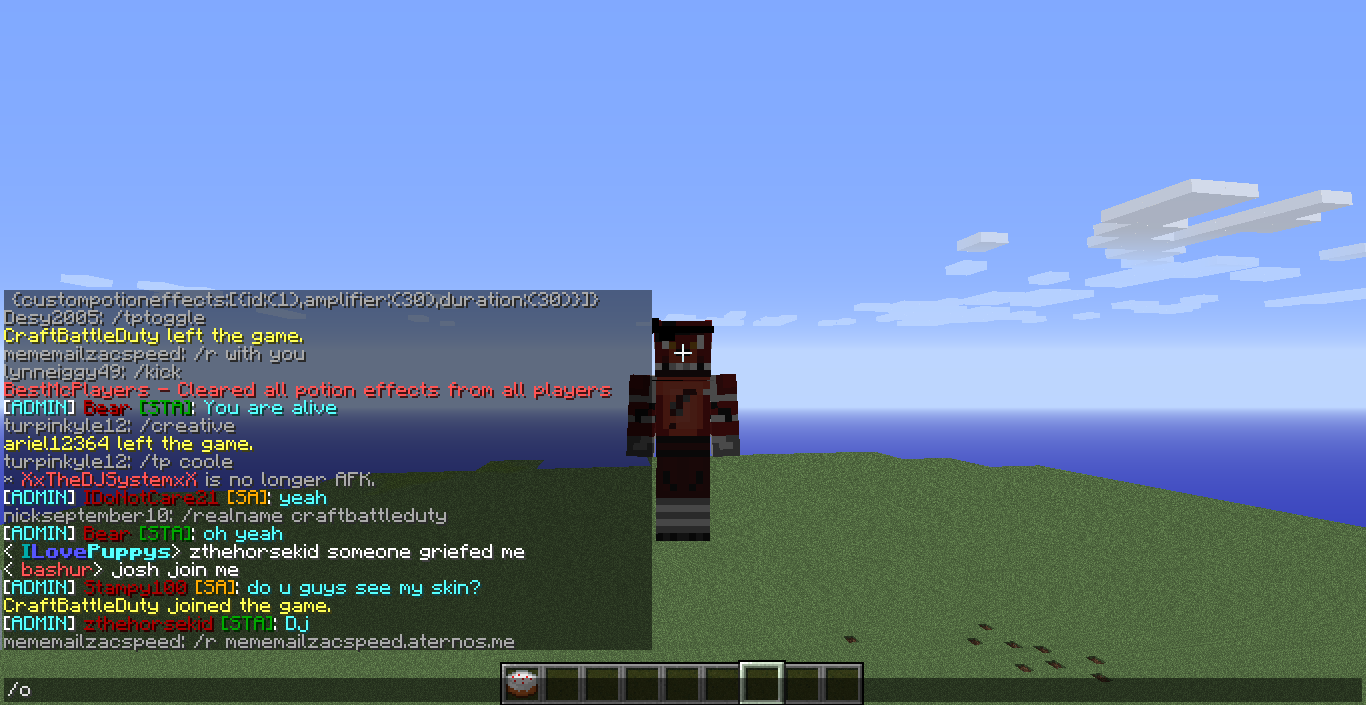 {custompotioneffects:[{id:(1),amplifier:(30),duration:(30)}]}
Desy2005: /tptoggle
CraftBattleDuty left the game.
mememailzacspeed: /r with you
lynneiggy49: /kick
BestMcPlayers - Cleared all potion effects from all players
[ADMIN] Bear [STA]: You are alive
turpinkyle12: /creative
ariel12364 left the game.
turpinkyle12: /tp coole
* XxTheDJSystemxX is no longer AFK.
[ADMIN] IDoNotCare21 [SA]: yeah
nickseptember10: /realname craftbattleduty
[ADMIN] Bear [STA]: oh yeah
< ILovePuppys> zthehorsekid someone griefed me
< bashur> josh join me
[ADMIN] Stampy100 [SA]: do u guys see my skin?
CraftBattleDuty joined the game.
[ADMIN] zthehorsekid [STA]: Dj
mememailzacspeed: /r mememailzacspeed.aternos.me
/o